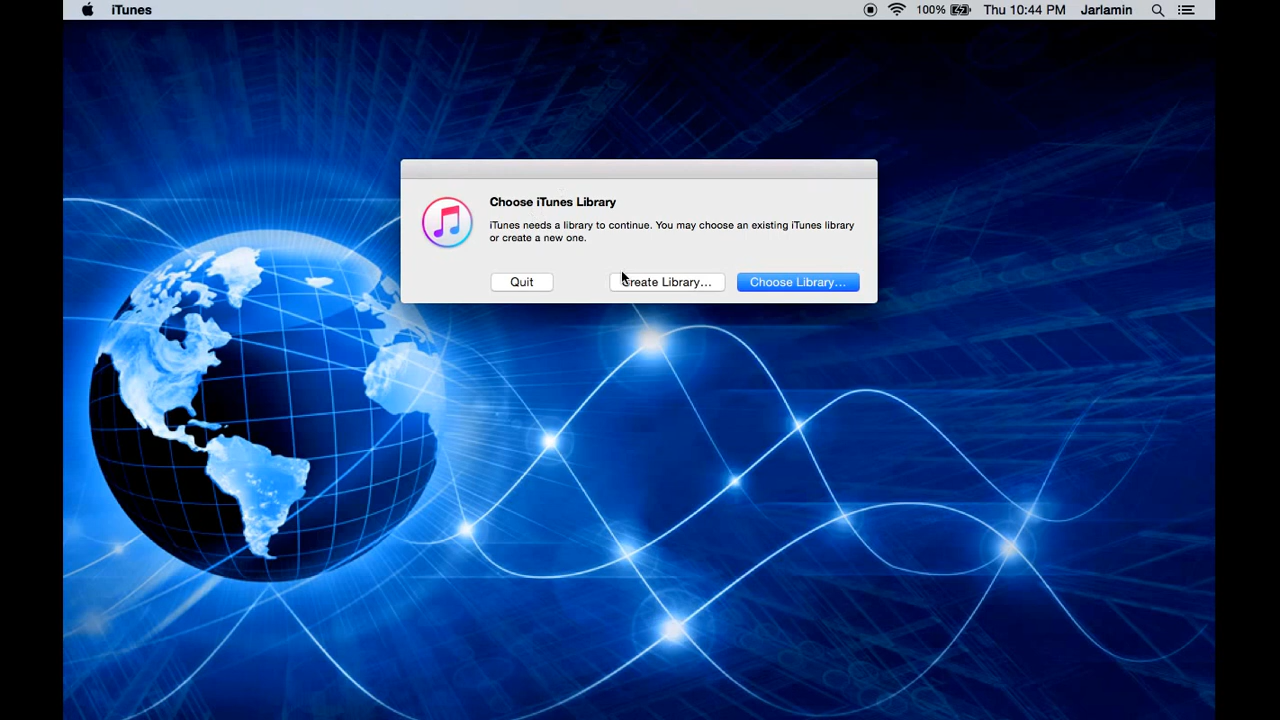 iTunes
100%
Thu 10:44 PM
Jarlamin
Choose iTunes Library
iTunes needs a library to continue. You may choose an existing iTunes library
or create a new one.
Quit
Create Library...
Choose Library...